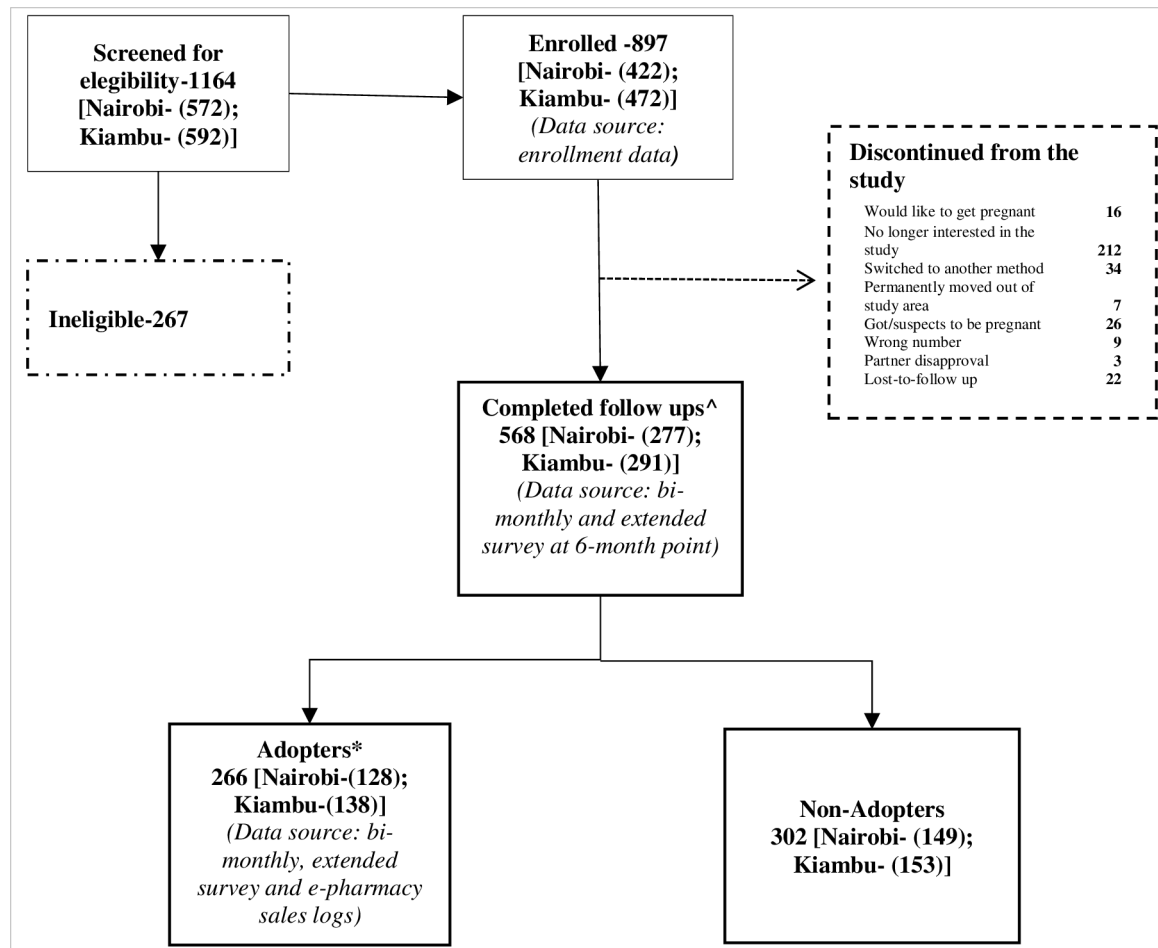 Screened for
elegibility-1164
[Nairobi- (572);
Kiambu- (592)]
Enrolled -897
[Nairobi- (422);
Kiambu- (472)]
(Data source:
enrollment data)
Discontinued from the
study
Would like to get pregnant 16
No longer interested in the
study 212
Switched to another method 34
Permanently moved out of
study area 7
Got/suspects to be pregnant 26
Wrong number 9
Partner disapproval 3
Lost-to-follow up 22
Ineligible-267
Completed follow ups^
568 [Nairobi- (277);
Kiambu- (291)]
(Data source: bi-
monthly and extended
survey at 6-month point)
Adopters*
266 [Nairobi-(128);
Kiambu-(138)]
(Data source: bi-
monthly, extended
survey and e-pharmacy
sales logs)
Non-Adopters
302 [Nairobi- (149);
Kiambu- (153)]